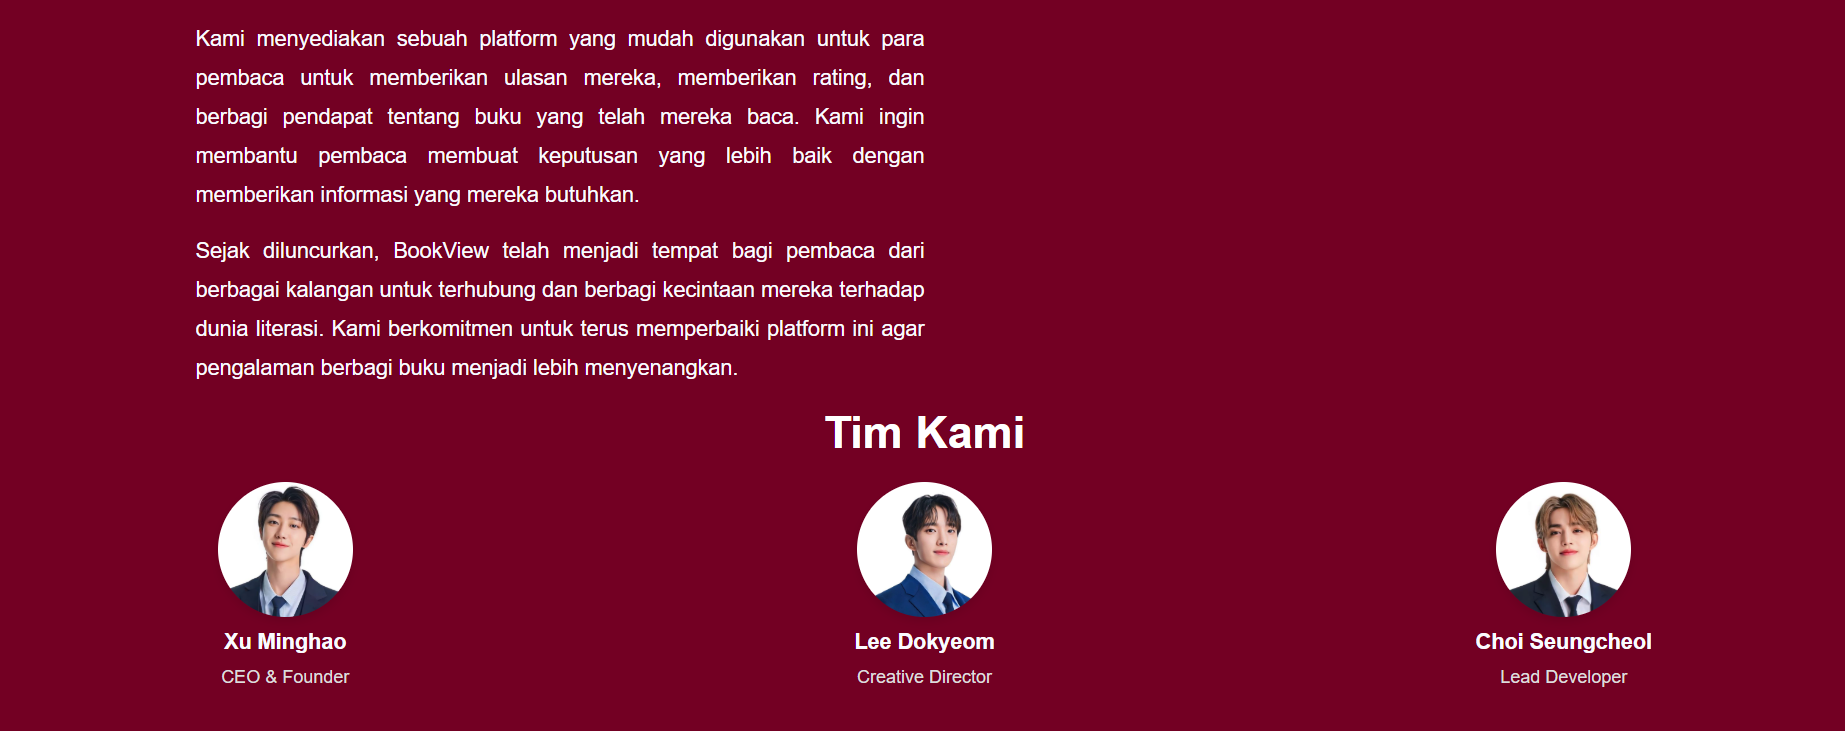 Kami menyediakan sebuah platform yang mudah digunakan untuk para
pembaca untuk memberikan ulasan mereka, memberikan rating, dan
berbagi pendapat tentang buku yang telah mereka baca. Kami ingin
membantu pembaca membuat keputusan yang lebih baik dengan
memberikan informasi yang mereka butuhkan.
Sejak diluncurkan, BookView telah menjadi tempat bagi pembaca dari
berbagai kalangan untuk terhubung dan berbagi kecintaan mereka terhadap
dunia literasi. Kami berkomitmen untuk terus memperbaiki platform ini agar
pengalaman berbagi buku menjadi lebih menyenangkan.
Tim Kami
Xu Minghao
CEO & Founder
Lee Dokyeom
Creative Director
Choi Seungcheol
Lead Developer